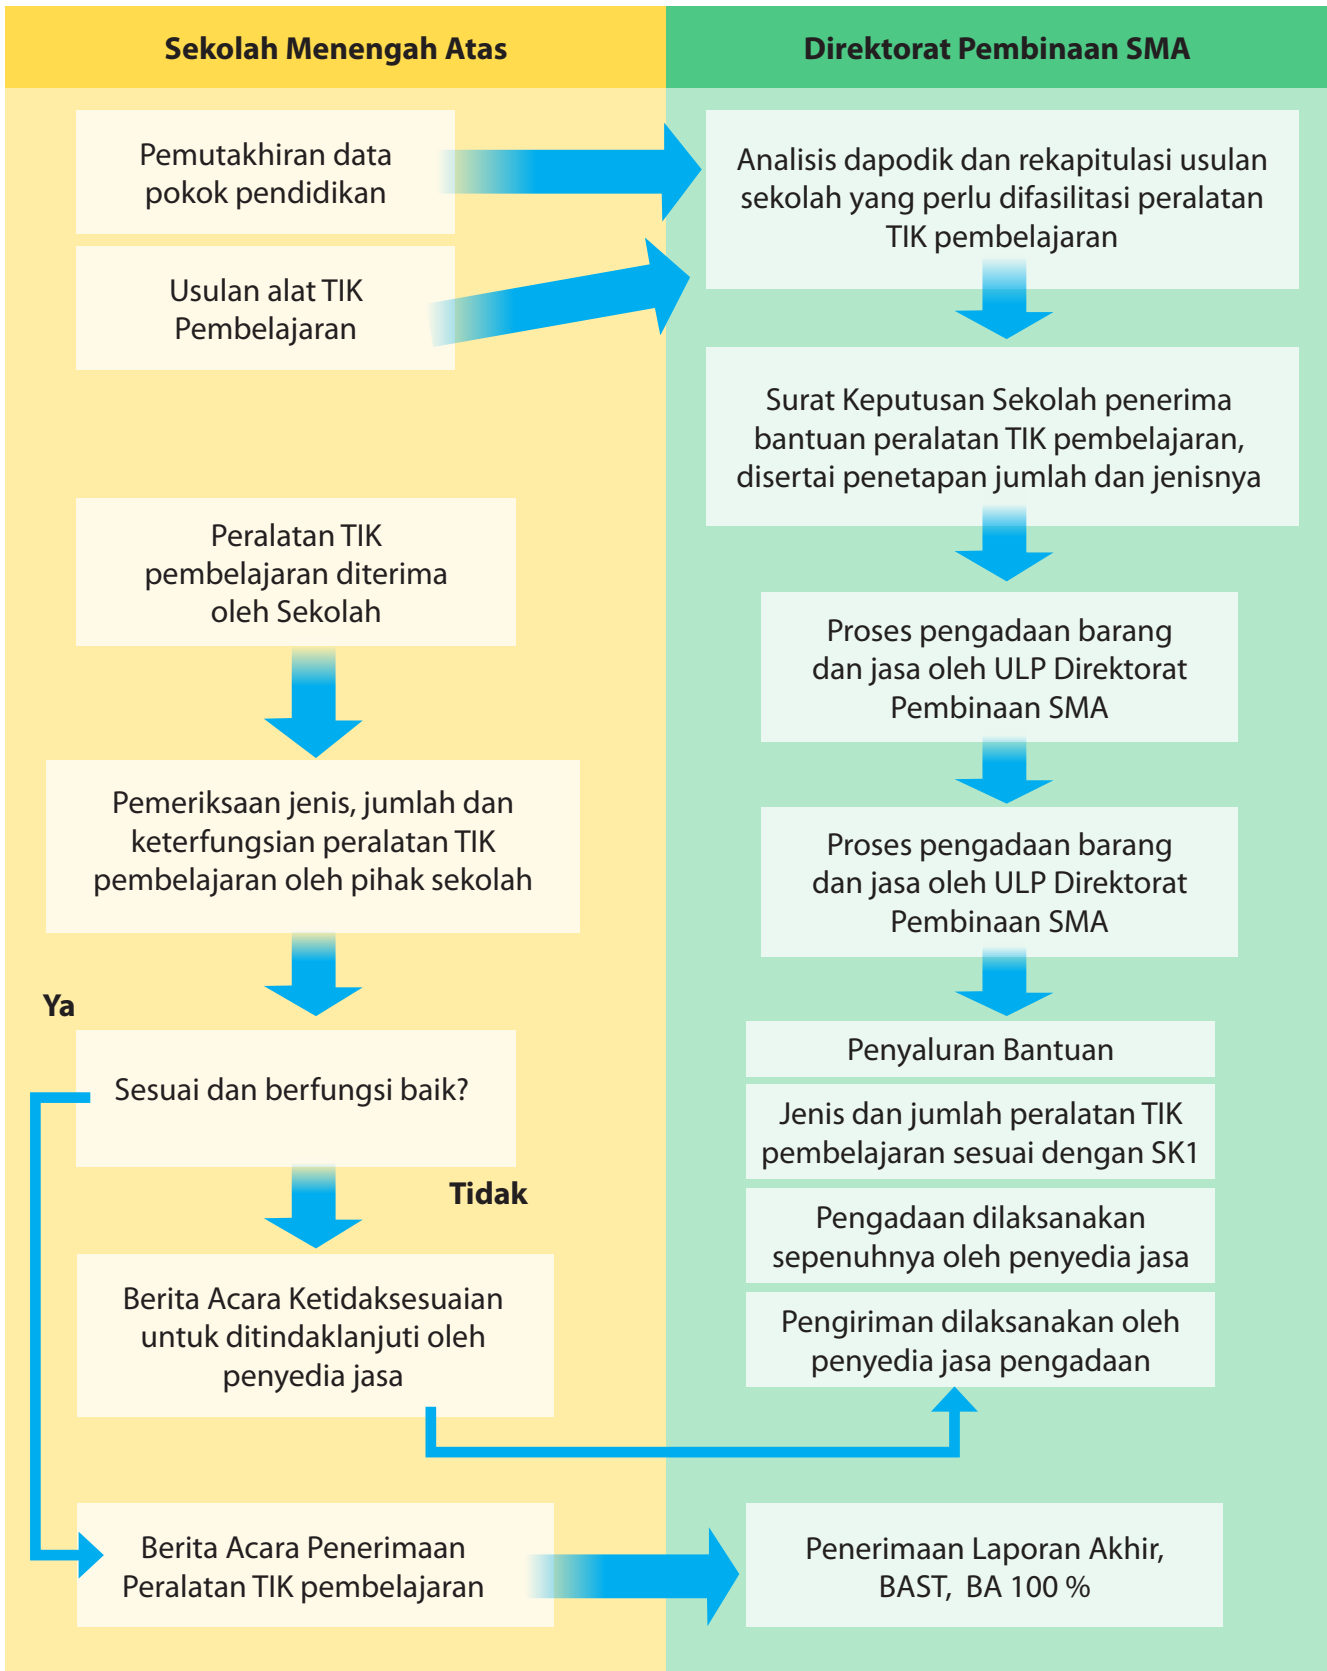 Sekolah Menengah Atas
Direktorat Pembinaan SMA
Pemutakhiran data
pokok pendidikan
Usulan alat TIK
Pembelajaran
Peralatan TIK
pembelajaran diterima
oleh Sekolah
Pemeriksaan jenis, jumlah dan
keterfungsian peralatan TIK
pembelajaran oleh pihak sekolah
Ya
Sesuai dan berfungsi baik?
Tidak
Berita Acara Ketidaksesuaian
untuk ditindaklanjuti oleh
penyedia jasa
Berita Acara Penerimaan
Peralatan TIK pembelajaran
Analisis dapodik dan rekapitulasi usulan
sekolah yang perlu difasilitasi peralatan
TIK pembelajaran
Surat Keputusan Sekolah penerima
bantuan peralatan TIK pembelajaran,
disertai penetapan jumlah dan jenisnya
Proses pengadaan barang
dan jasa oleh ULP Direktorat
Pembinaan SMA
Proses pengadaan barang
dan jasa oleh ULP Direktorat
Pembinaan SMA
Penyaluran Bantuan
Jenis dan jumlah peralatan TIK
pembelajaran sesuai dengan SK1
Pengadaan dilaksanakan
sepenuhnya oleh penyedia jasa
Pengiriman dilaksanakan oleh
penyedia jasa pengadaan
Penerimaan Laporan Akhir,
BAST, BA 100 %